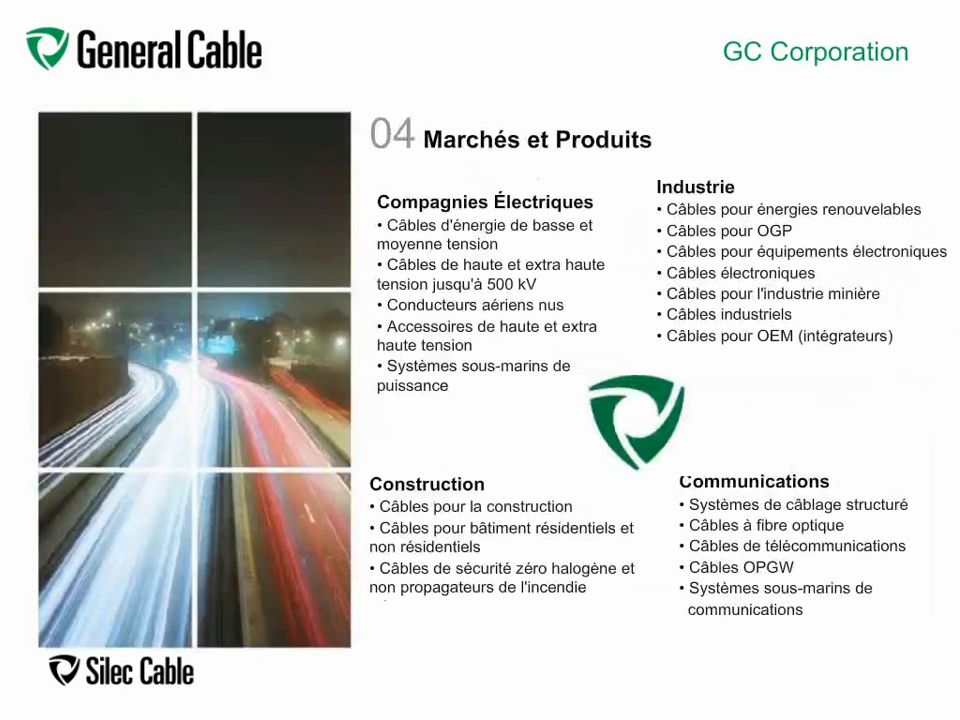 General Cable
GC Corporation
04 Marchés et Produits
Compagnies Électriques
• Câbles d'énergie de basse et
moyenne tension
• Câbles de haute et extra haute
tension jusqu'à 500 kV
• Conducteurs aériens nus
• Accessoires de haute et extra
haute tension
• Systèmes sous-marins de
puissance
Industrie
• Câbles pour énergies renouvelables
• Câbles pour OGP
• Câbles pour équipements électroniques
• Câbles électroniques
• Câbles pour l'industrie minière
• Câbles industriels
• Câbles pour OEM (intégrateurs)
Construction
• Câbles pour la construction
• Câbles pour bâtiment résidentiels et
non résidentiels
• Câbles de sécurité zéro halogène et
non propagateurs de l'incendie
Communications
• Systèmes de câblage structuré
• Câbles à fibre optique
• Câbles de télécommunications
• Câbles OPGW
• Systèmes sous-marins de
communications
Silec Cable